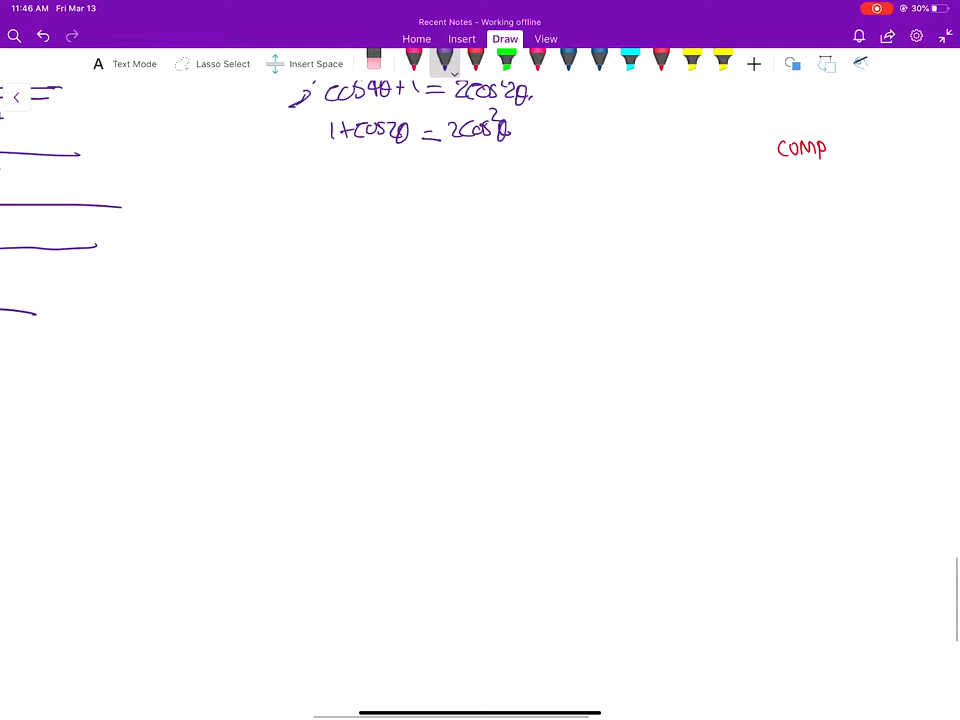 11:46 AM Fri Mar 13
30%
Recent Notes - Working offline
Home Insert Draw View
A Text Mode Lasso Select Insert Space
cos4θ+1 = 2cos²2θ.
1+cos2θ = 2cos²θ
COMP